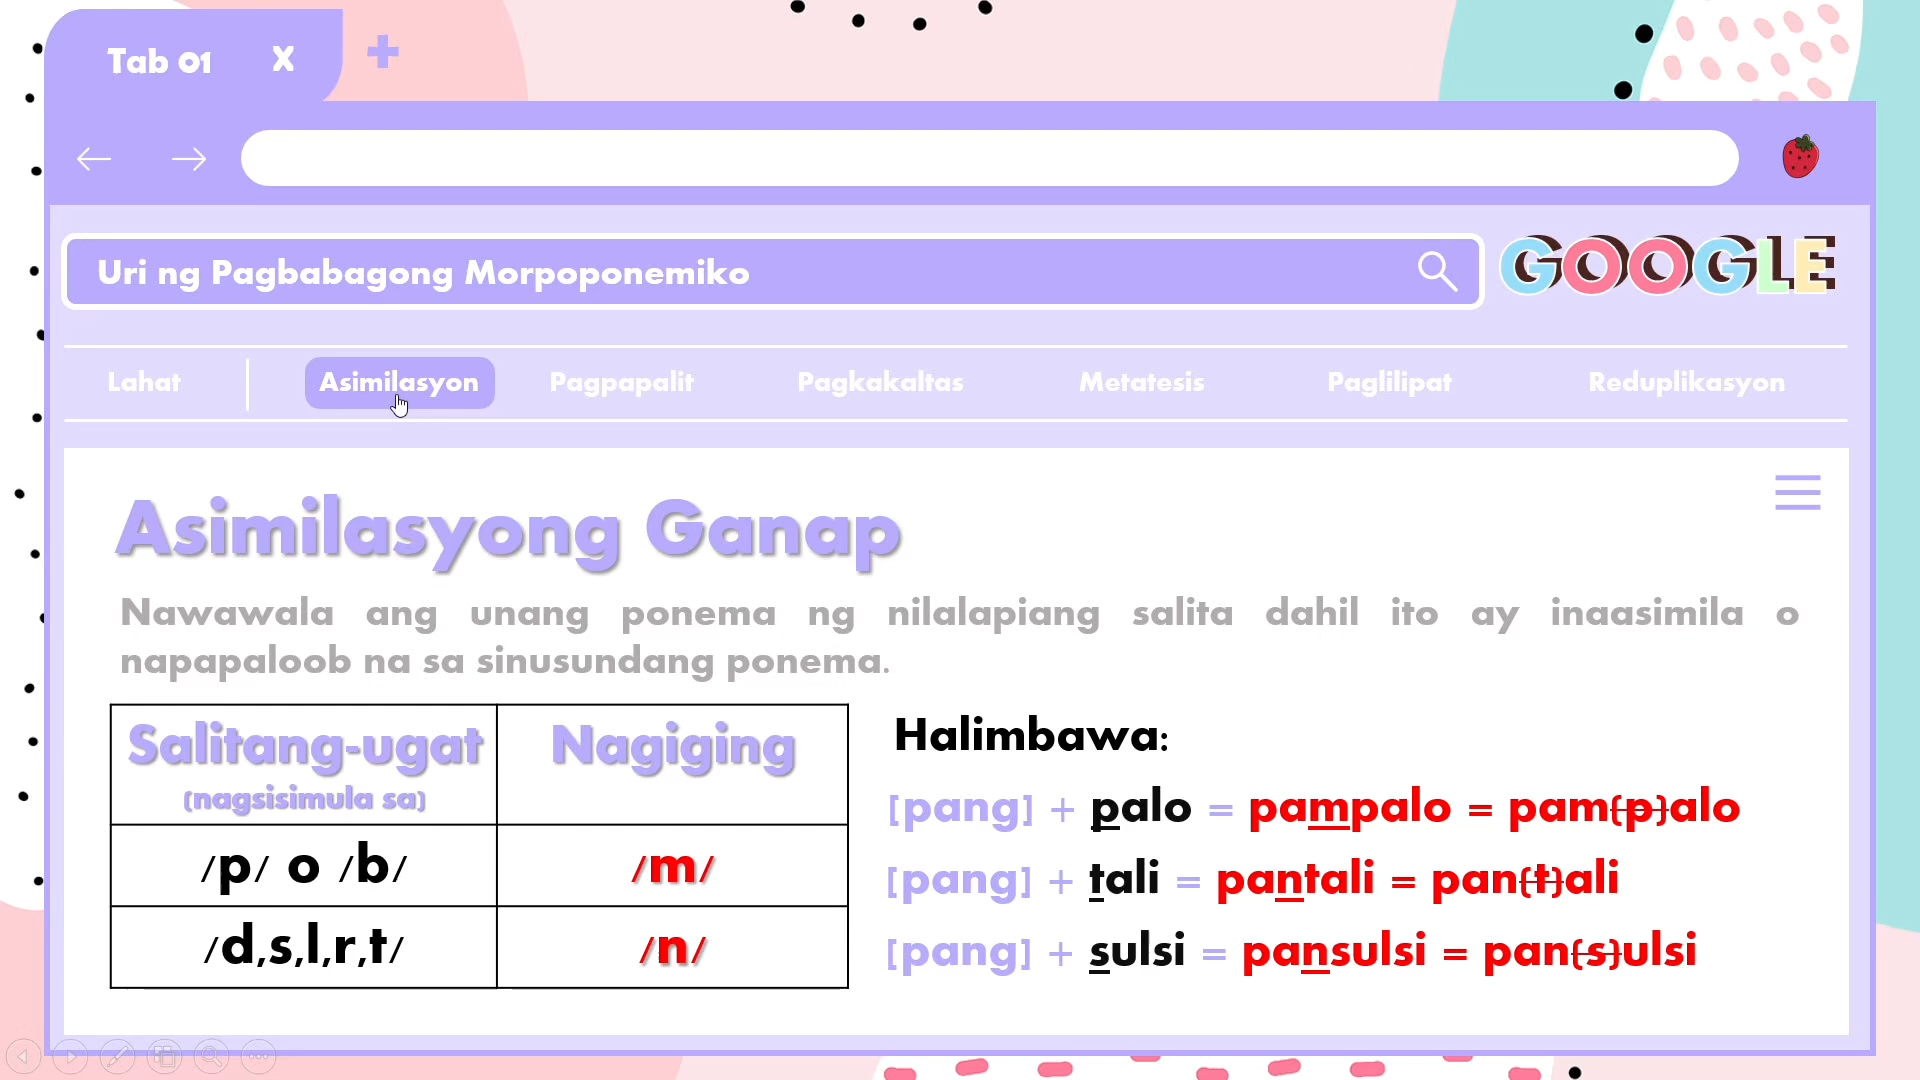 Tab 01 X
Uri ng Pagbabagong Morpoponemiko
GOOGLE
Lahat Asimilasyon Pagpapalit Pagkakaltas Metatesis Paglilipat Reduplikasyon
Asimilasyong Ganap
Nawawala ang unang ponema ng nilalapiang salita dahil ito ay inaasimila o
napapaloob na sa sinusundang ponema.
Salitang-ugat Nagiging
(nagsisimula sa)
/p/ o /b/ /m/
/d,s,l,r,t/ /n/
Halimbawa:
[pang] + palo = pampalo = pam(p)alo
[pang] + tali = pantali = pan(t)ali
[pang] + sulsi = pansulsi = pan(s)ulsi